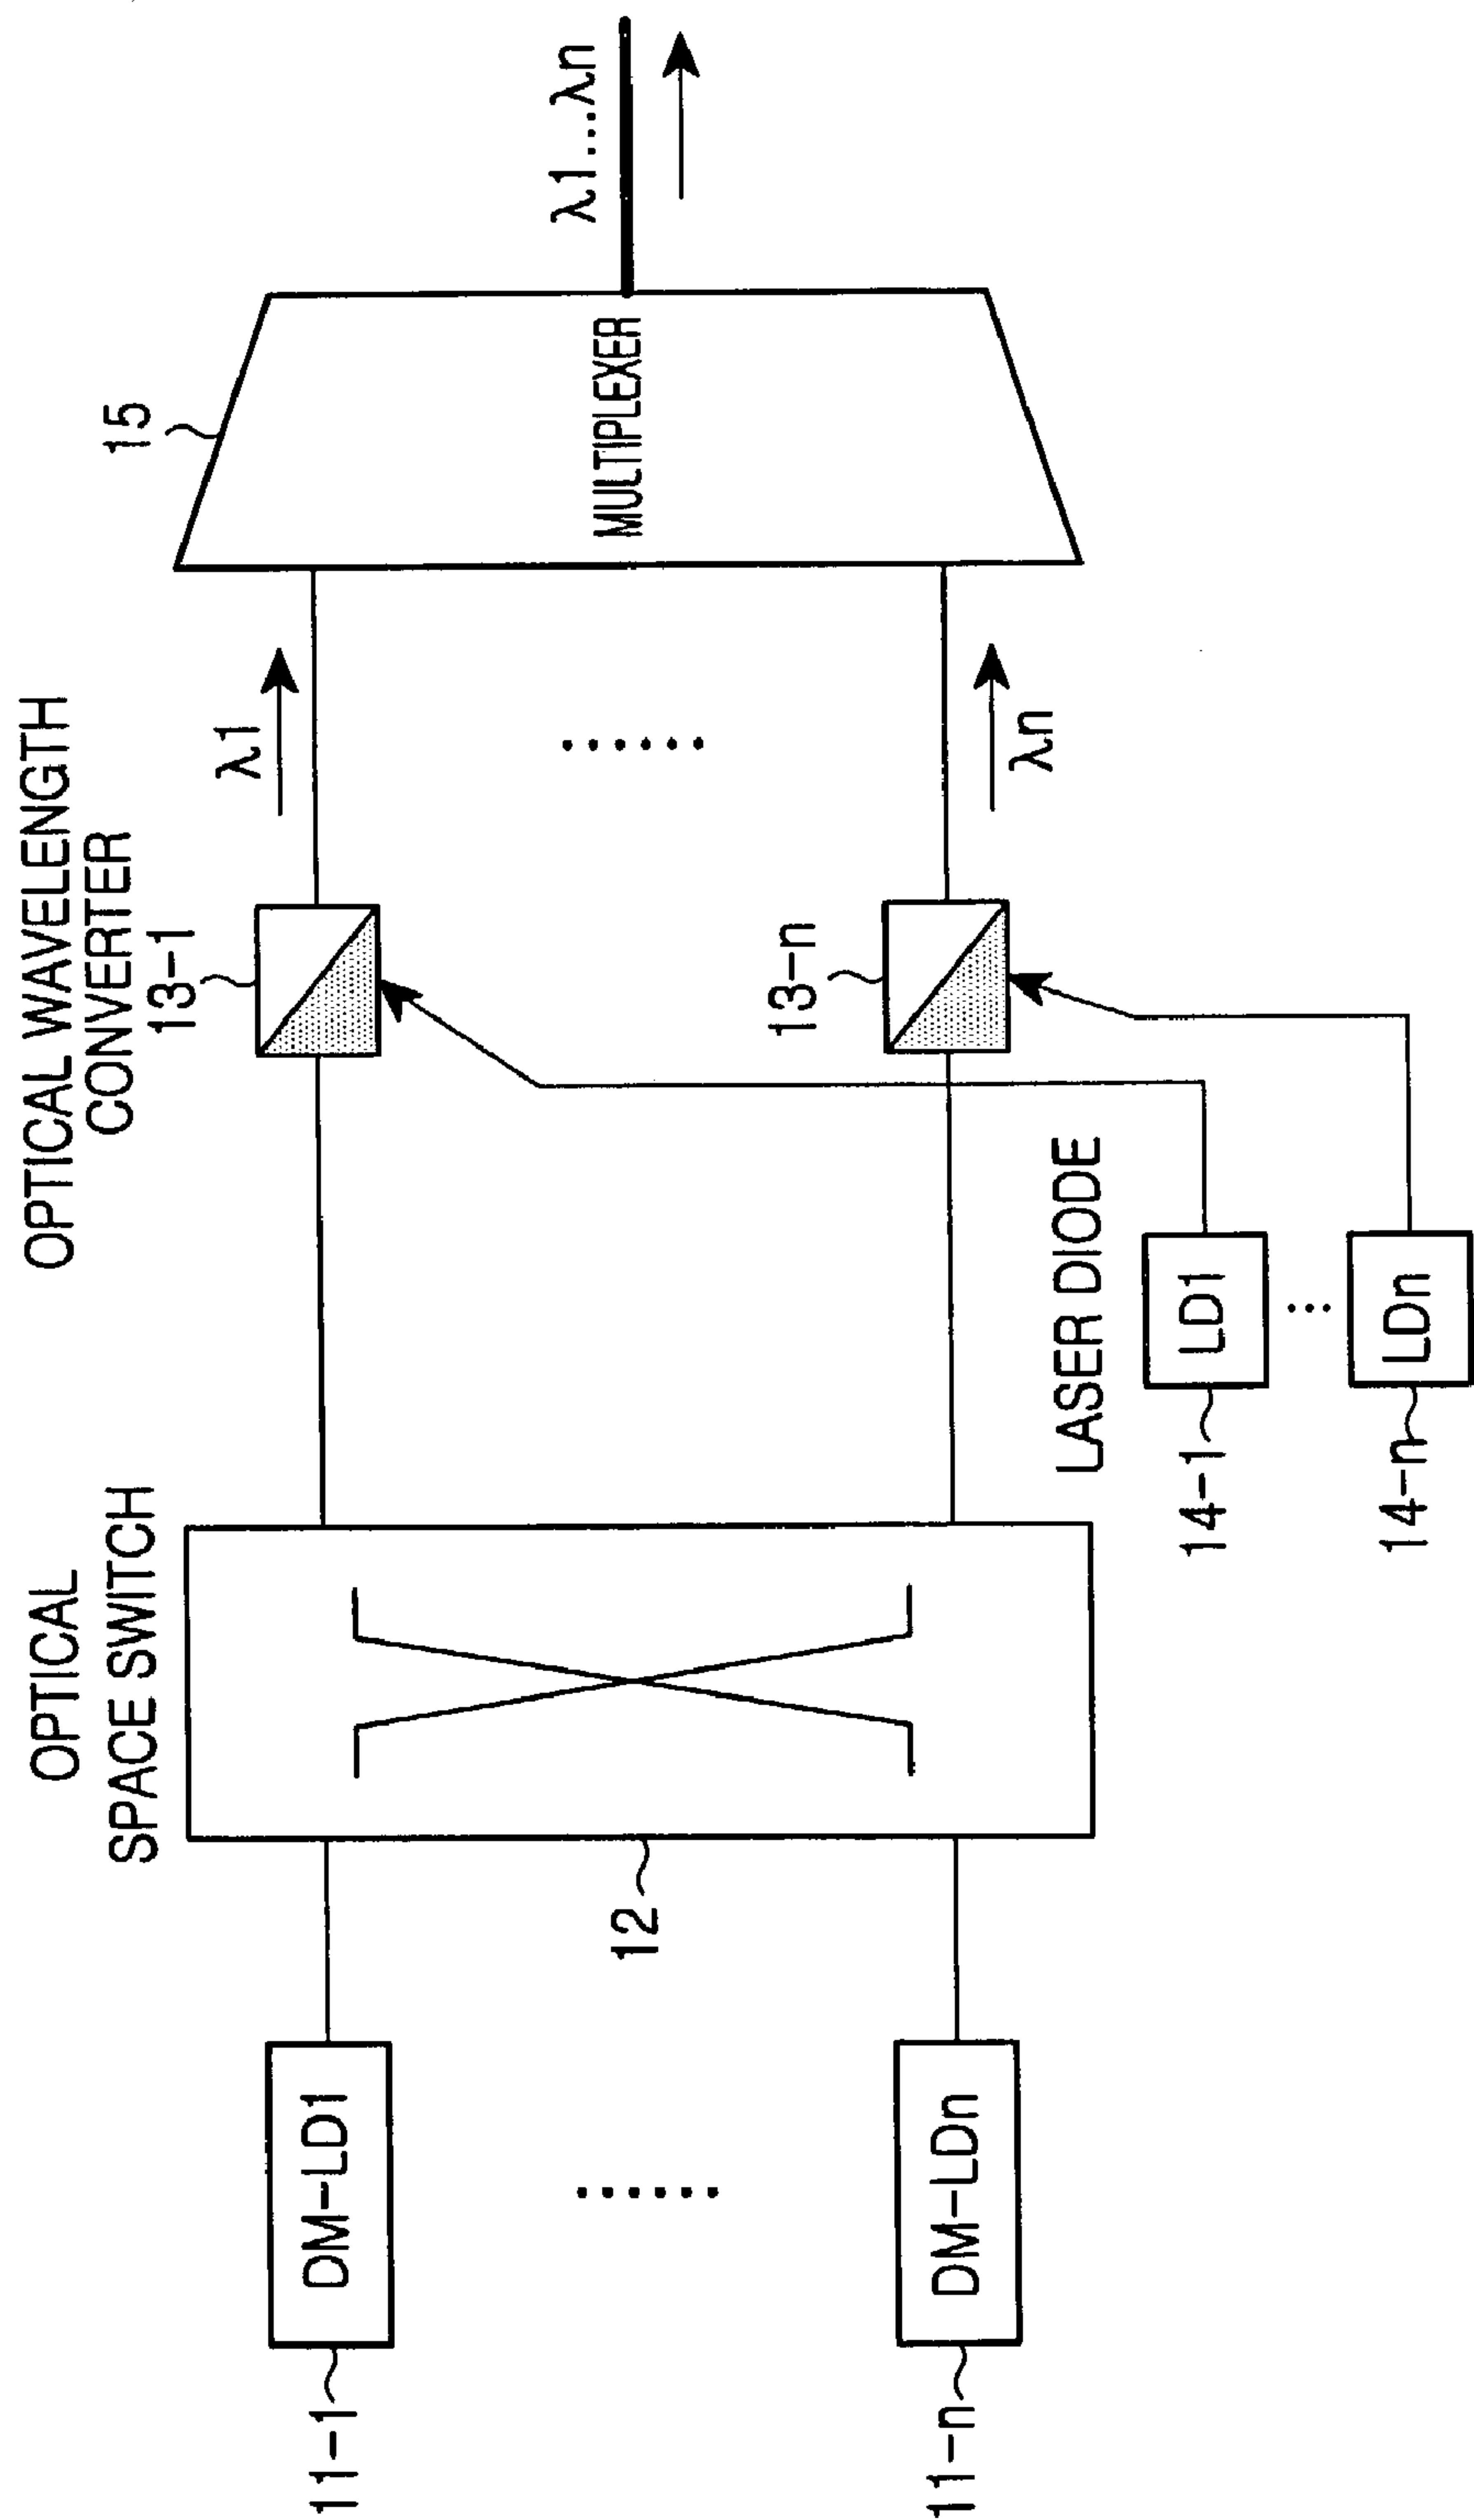 OPTICAL
SPACE SWITCH
OPTICAL WAVELENGTH
CONVERTER
11-1
DM-LD1
11-n
DM-LDn
12
13-1
13-n
λ1
λn
LASER DIODE
14-1
LD1
14-n
LDn
15
MULTIPLEXER
λ1...λn